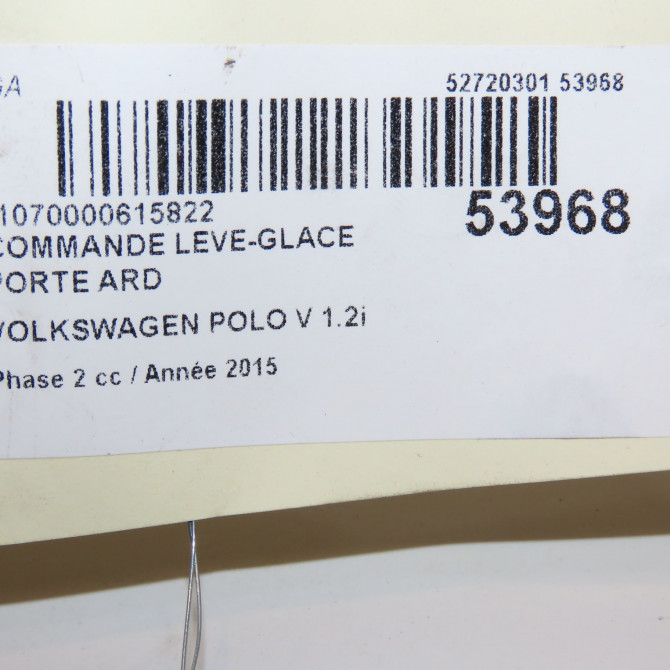 GA
52720301 53968
1070000615822
53968
COMMANDE LEVE-GLACE
PORTE ARD
VOLKSWAGEN POLO V 1.2i
Phase 2 cc / Année 2015